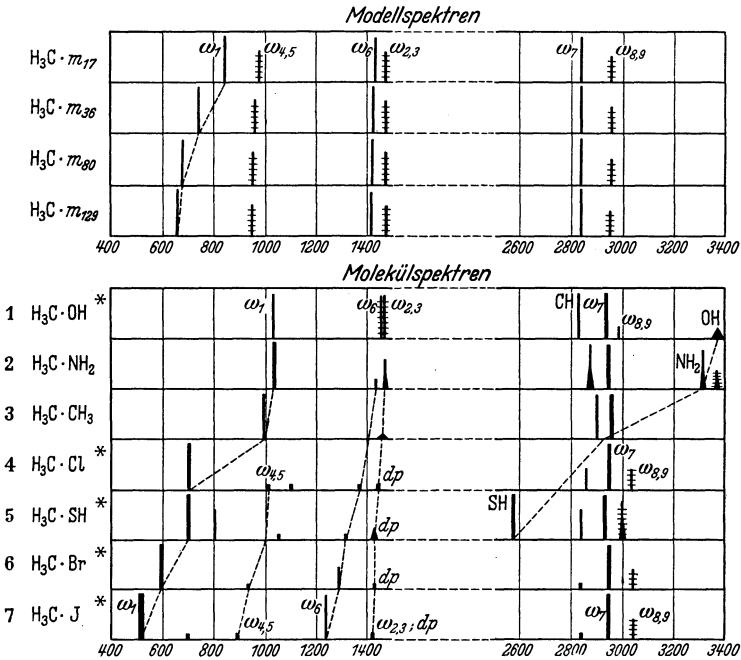 Modellspektren
H₃C · m₁₇ ω₁ ω₄,₅ ω₆ ω₂,₃ ω₇ ω₈,₉
H₃C · m₃₆
H₃C · m₈₀
H₃C · m₁₂₉
400 600 800 1000 1200 1400 2600 2800 3000 3400
Molekülspektren
1 H₃C · OH * ω₁ ω₆ ω₂,₃ CH ω₇ ω₈,₉ OH
2 H₃C · NH₂ NH₂
3 H₃C · CH₃
4 H₃C · Cl * ω₄,₅ dp ω₇ ω₈,₉
5 H₃C · SH * dp SH
6 H₃C · Br * dp
7 H₃C · J * ω₁ ω₄,₅ ω₆ ω₂,₃ ; dp ω₇ ω₈,₉
400 600 800 1000 1200 1400 2600 2800 3000 3400